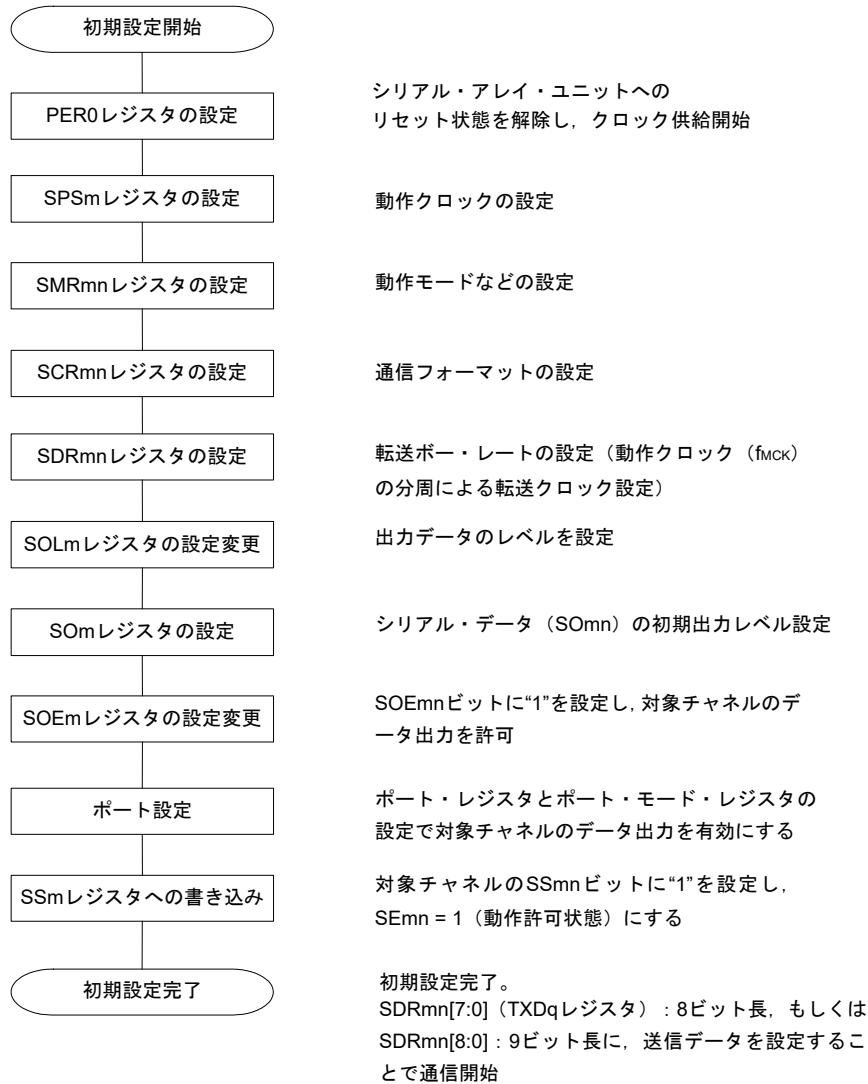 初期設定開始
PER0レジスタの設定
シリアル・アレイ・ユニットへの
リセット状態を解除し，クロック供給開始
SPSmレジスタの設定
動作クロックの設定
SMRmnレジスタの設定
動作モードなどの設定
SCRmnレジスタの設定
通信フォーマットの設定
SDRmnレジスタの設定
転送ボー・レートの設定（動作クロック（fMCK）
の分周による転送クロック設定）
SOLmレジスタの設定変更
出力データのレベルを設定
SOmレジスタの設定
シリアル・データ（SOmn）の初期出力レベル設定
SOEmレジスタの設定変更
SOEmnビットに“1”を設定し，対象チャネルのデ
ータ出力を許可
ポート設定
ポート・レジスタとポート・モード・レジスタの
設定で対象チャネルのデータ出力を有効にする
SSmレジスタへの書き込み
対象チャネルのSSmnビットに“1”を設定し，
SEmn = 1（動作許可状態）にする
初期設定完了
初期設定完了。
SDRmn[7:0]（TXDqレジスタ）：8ビット長，もしくは
SDRmn[8:0]：9ビット長に，送信データを設定するこ
とで通信開始